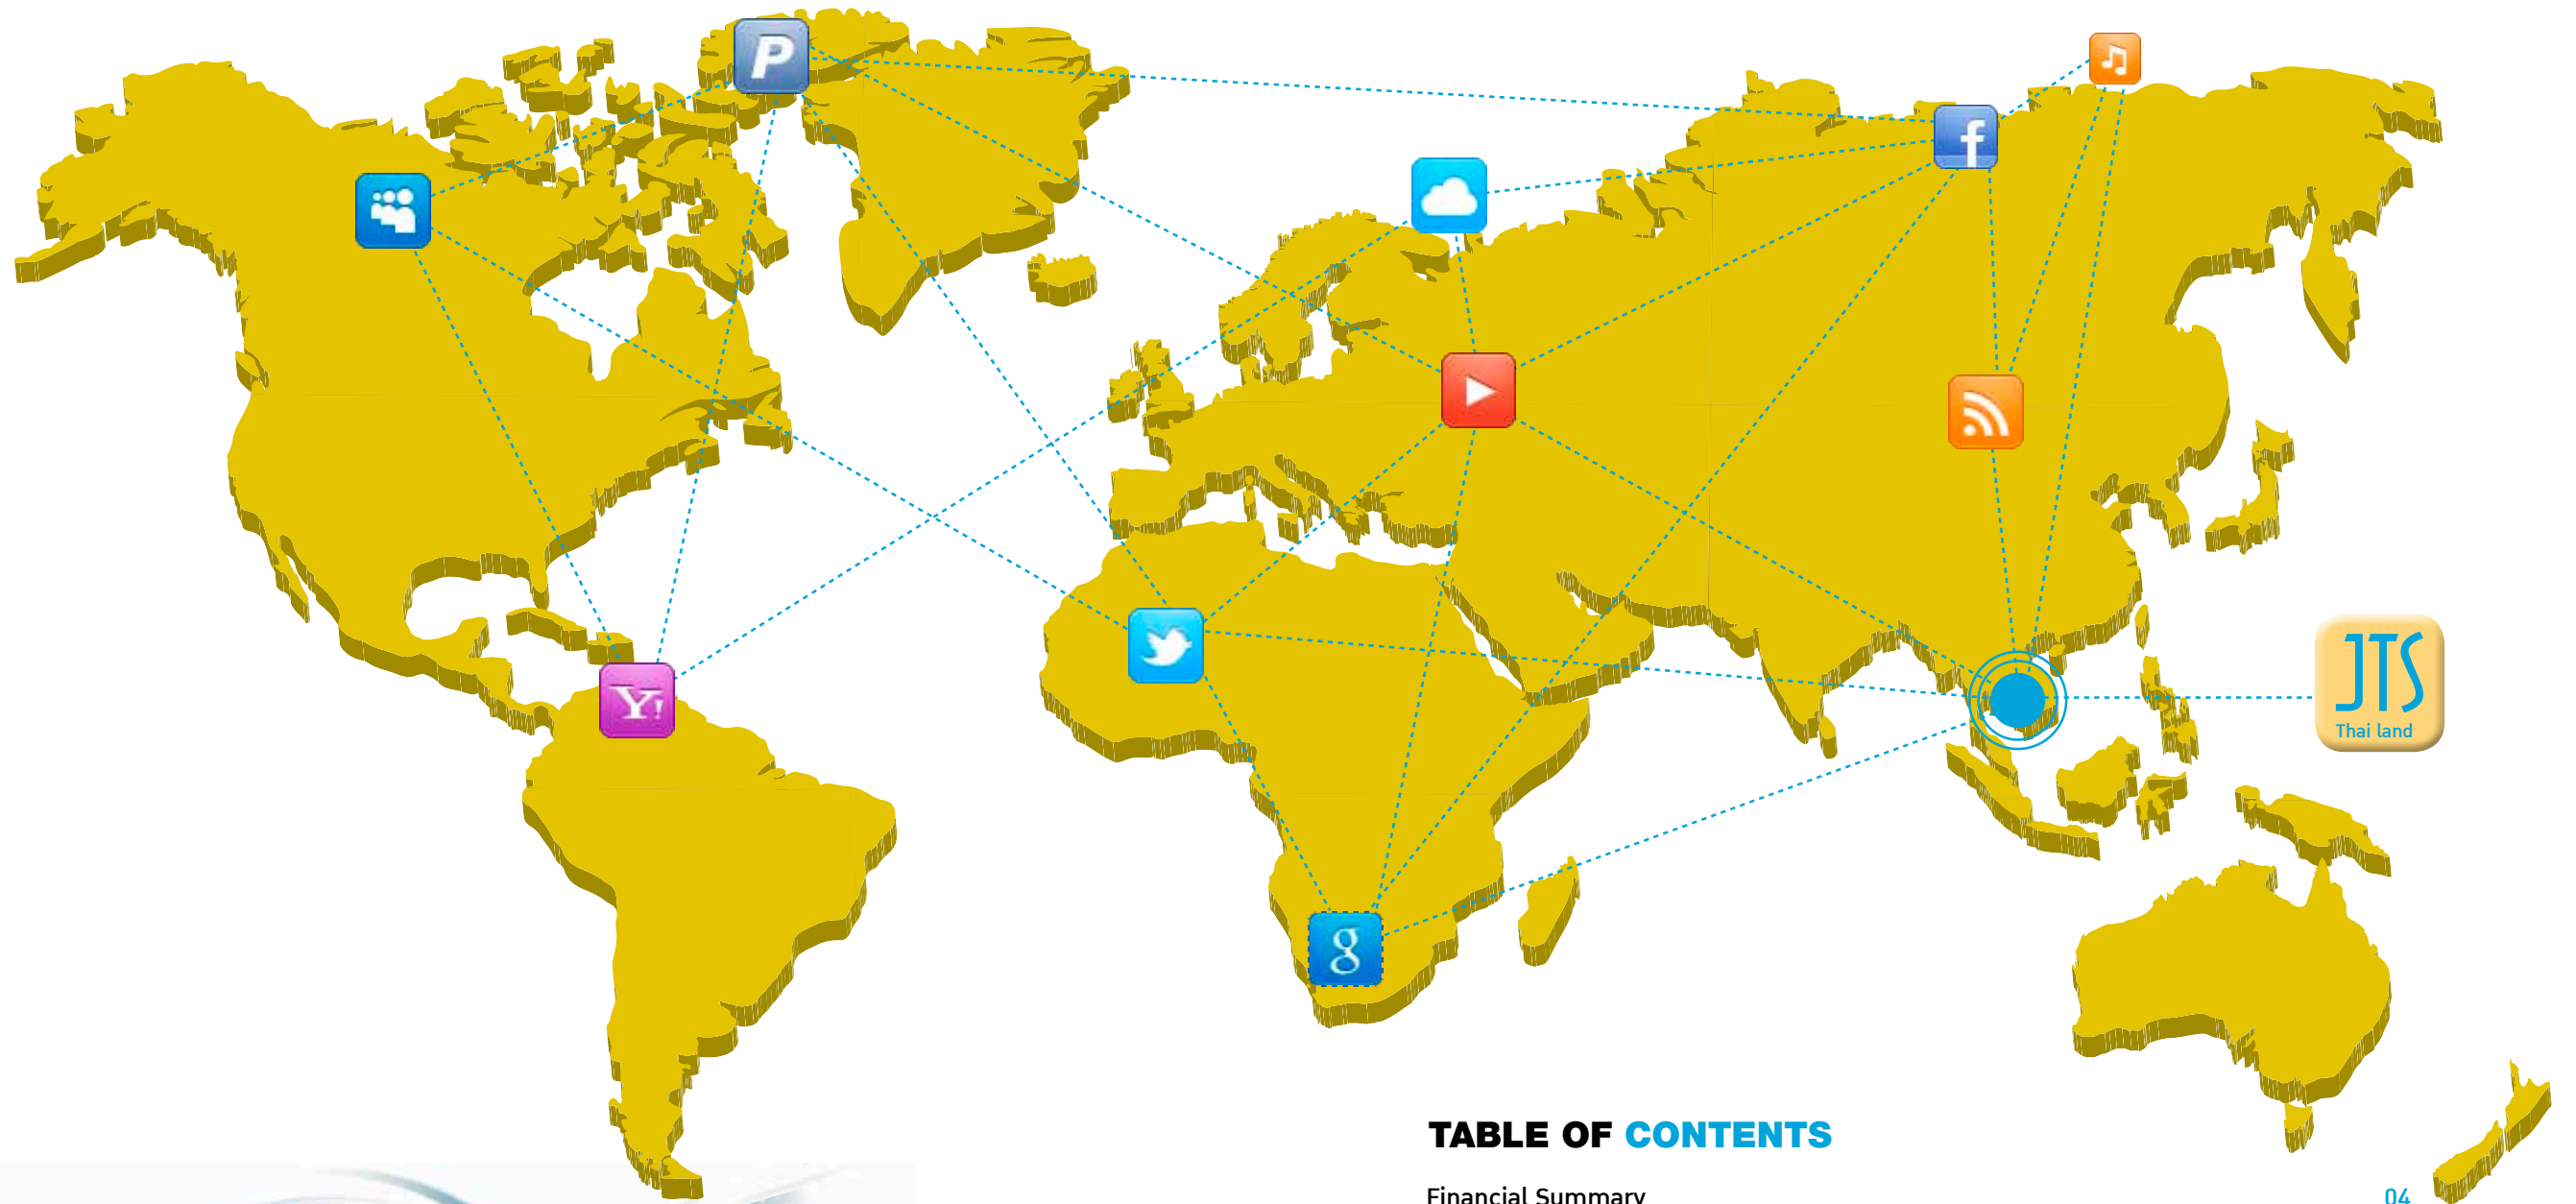 P
f
Y!
g
JTS
Thai land
TABLE OF CONTENTS
Financial Summary 04